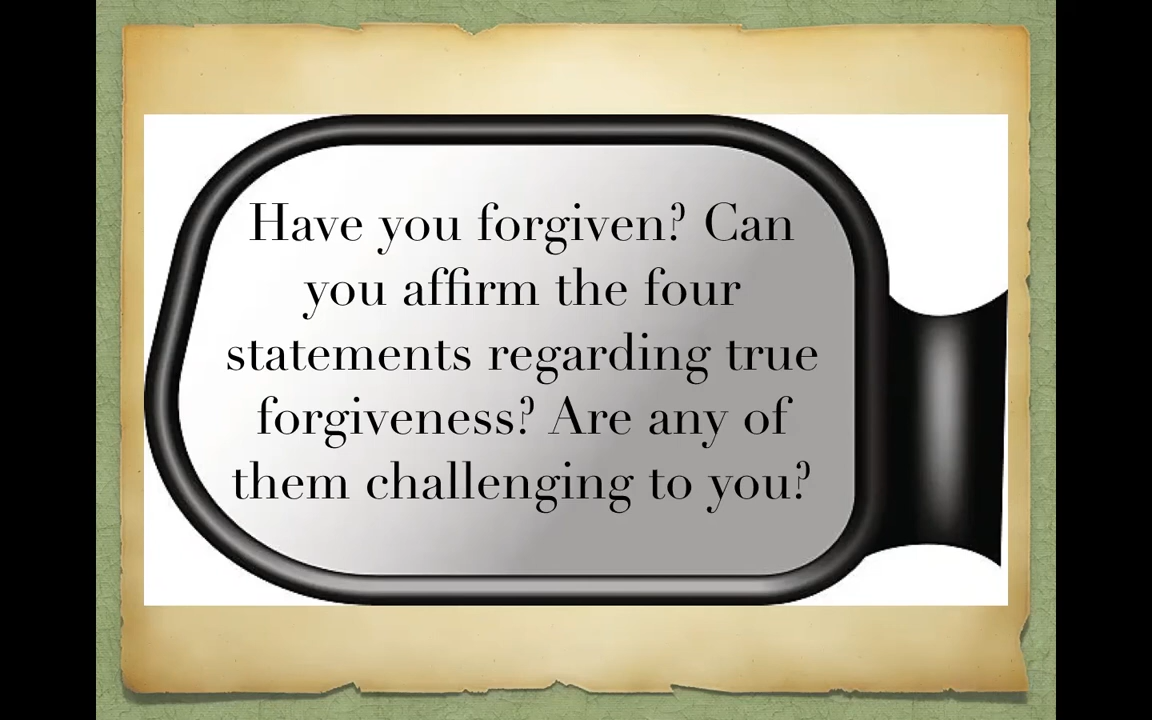 Have you forgiven? Can
you affirm the four
statements regarding true
forgiveness? Are any of
them challenging to you?